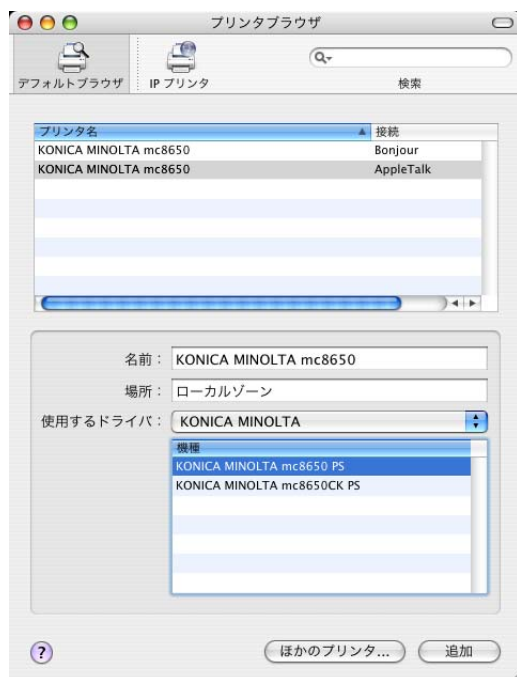 プリンタブラウザ
デフォルトブラウザ IP プリンタ 検索
プリンタ名 接続
KONICA MINOLTA mc8650 Bonjour
KONICA MINOLTA mc8650 AppleTalk
名前： KONICA MINOLTA mc8650
場所： ローカルゾーン
使用するドライバ： KONICA MINOLTA
機種
KONICA MINOLTA mc8650 PS
KONICA MINOLTA mc8650CK PS
? ほかのプリンタ... 追加